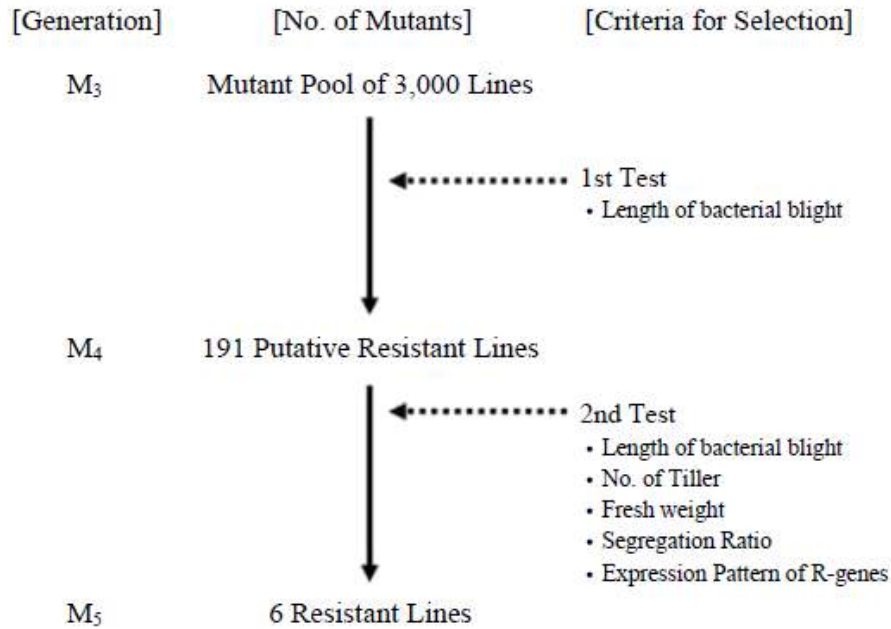 [Generation] [No. of Mutants] [Criteria for Selection]
M₃ Mutant Pool of 3,000 Lines
1st Test
• Length of bacterial blight
M₄ 191 Putative Resistant Lines
2nd Test
• Length of bacterial blight
• No. of Tiller
• Fresh weight
• Segregation Ratio
• Expression Pattern of R-genes
M₅ 6 Resistant Lines